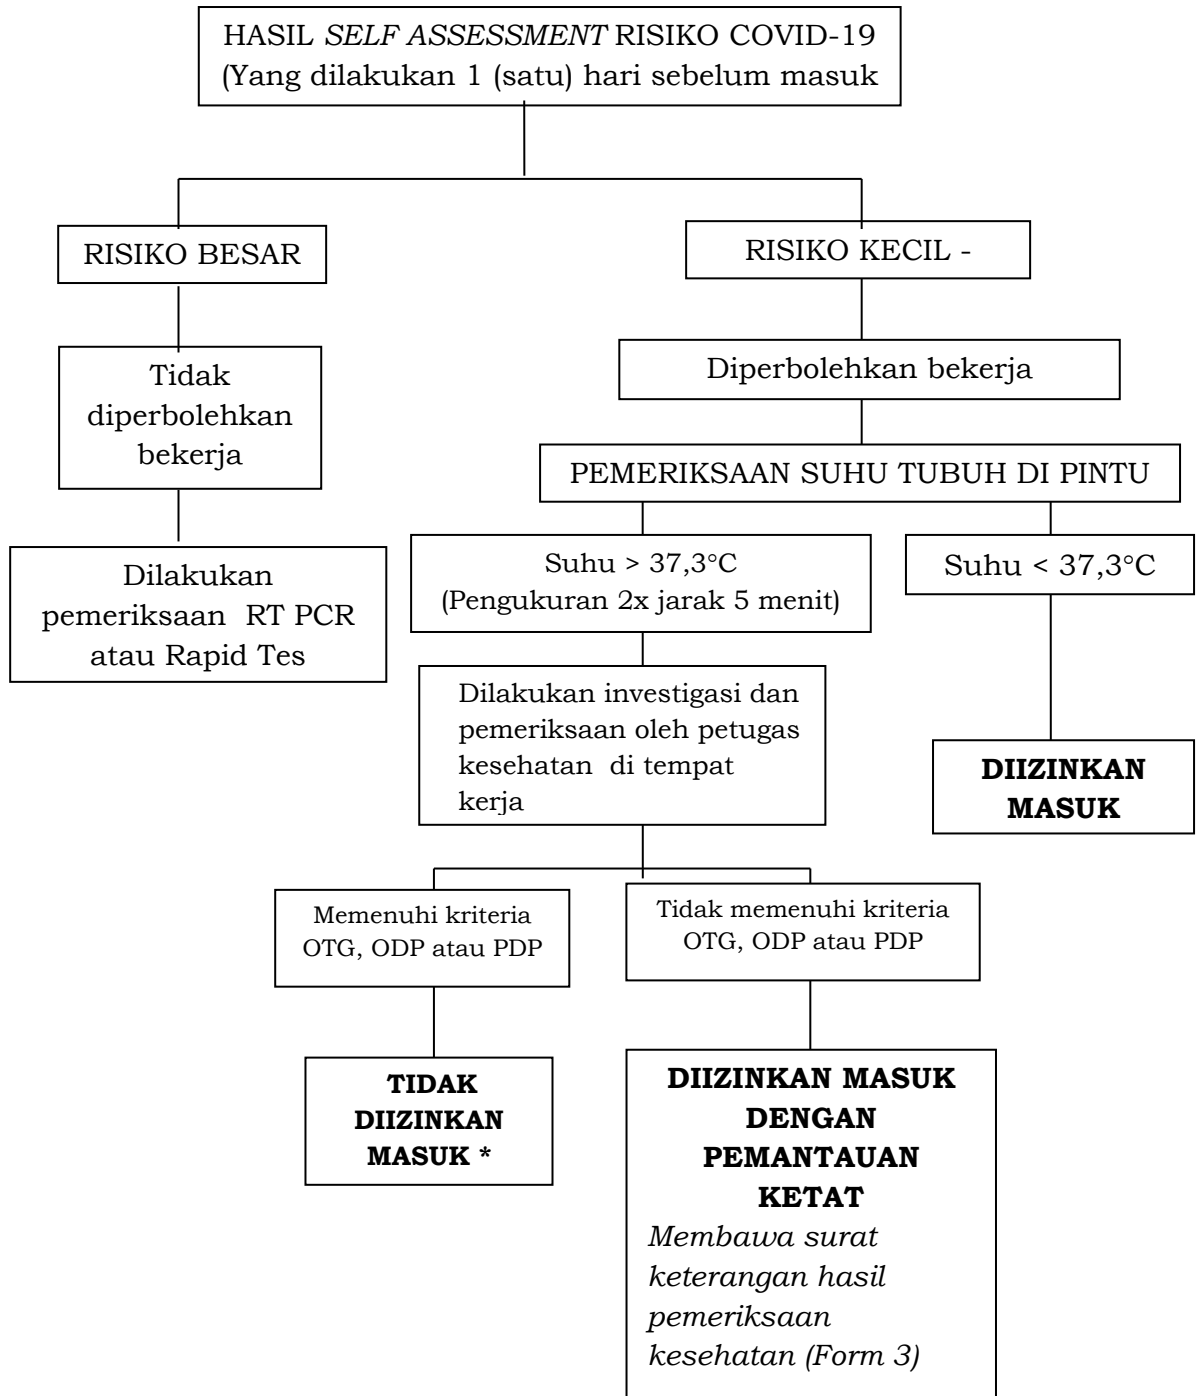 HASIL SELF ASSESSMENT RISIKO COVID-19
(Yang dilakukan 1 (satu) hari sebelum masuk
RISIKO BESAR
RISIKO KECIL -
Tidak
diperbolehkan
bekerja
Diperbolehkan bekerja
PEMERIKSAAN SUHU TUBUH DI PINTU
Dilakukan
pemeriksaan RT PCR
atau Rapid Tes
Suhu > 37,3°C
(Pengukuran 2x jarak 5 menit)
Suhu < 37,3°C
Dilakukan investigasi dan
pemeriksaan oleh petugas
kesehatan di tempat
kerja
DIIZINKAN
MASUK
Memenuhi kriteria
OTG, ODP atau PDP
Tidak memenuhi kriteria
OTG, ODP atau PDP
TIDAK
DIIZINKAN
MASUK *
DIIZINKAN MASUK
DENGAN
PEMANTAUAN
KETAT
Membawa surat
keterangan hasil
pemeriksaan
kesehatan (Form 3)